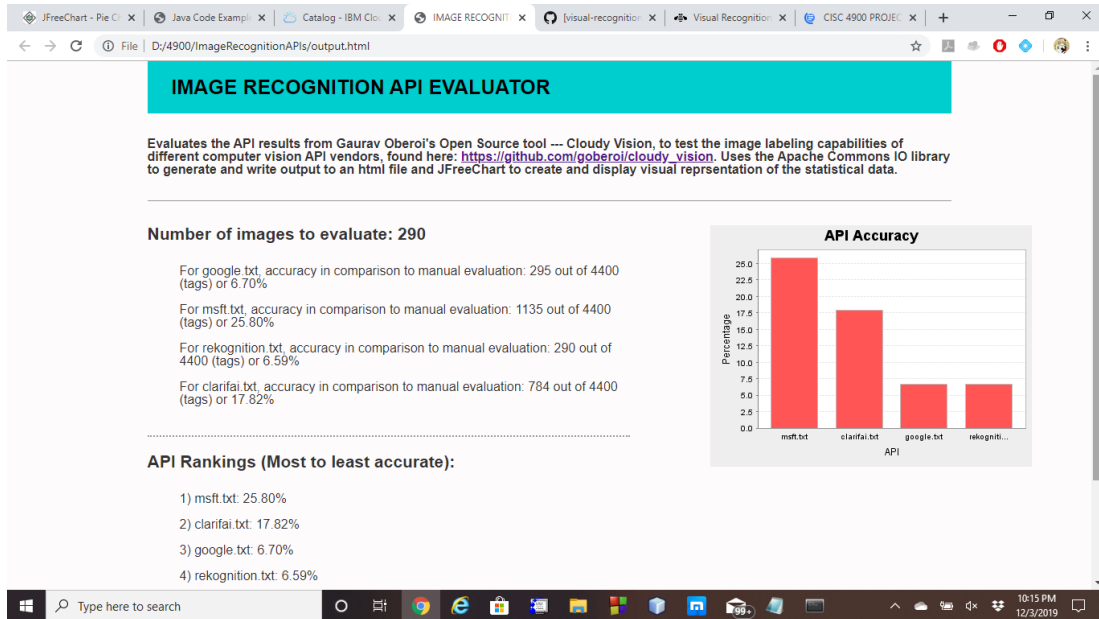 JFreeChart - Pie Ch
Java Code Example
Catalog - IBM Clou
IMAGE RECOGNIT
[visual-recognition
Visual Recognition
CISC 4900 PROJEC
File | D:/4900/ImageRecognitionAPIs/output.html
IMAGE RECOGNITION API EVALUATOR
Evaluates the API results from Gaurav Oberoi's Open Source tool --- Cloudy Vision, to test the image labeling capabilities of
different computer vision API vendors, found here: https://github.com/goberoi/cloudy_vision. Uses the Apache Commons IO library
to generate and write output to an html file and JFreeChart to create and display visual reprsentation of the statistical data.
Number of images to evaluate: 290
For google.txt, accuracy in comparison to manual evaluation: 295 out of 4400
(tags) or 6.70%
For msft.txt, accuracy in comparison to manual evaluation: 1135 out of 4400
(tags) or 25.80%
For rekognition.txt, accuracy in comparison to manual evaluation: 290 out of
4400 (tags) or 6.59%
For clarifai.txt, accuracy in comparison to manual evaluation: 784 out of 4400
(tags) or 17.82%
API Rankings (Most to least accurate):
1) msft.txt: 25.80%
2) clarifai.txt: 17.82%
3) google.txt: 6.70%
4) rekognition.txt: 6.59%
API Accuracy
Percentage
25.0
22.5
20.0
17.5
15.0
12.5
10.0
7.5
5.0
2.5
0.0
msft.txt
clarifai.txt
google.txt
rekogniti...
API
Type here to search
99+
10:15 PM
12/3/2019